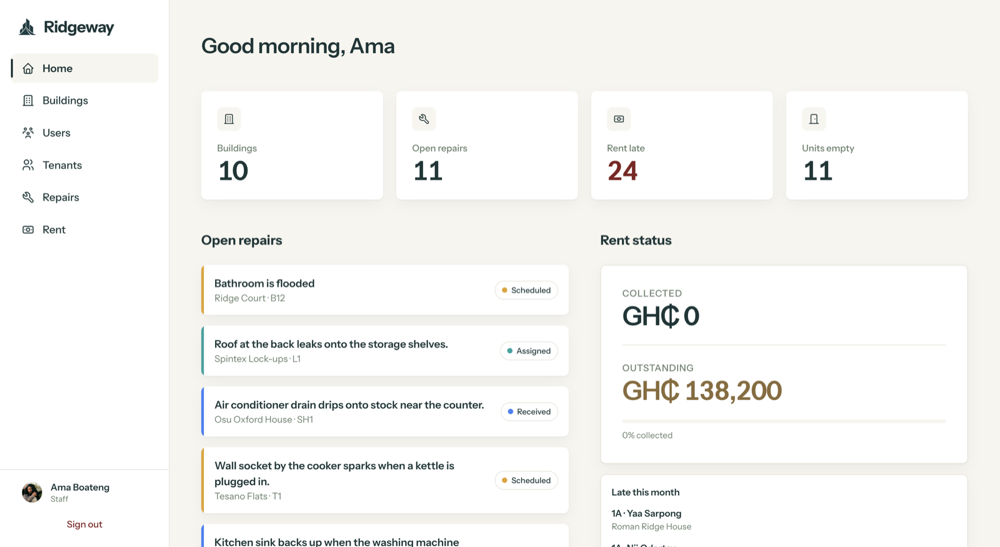 Ridgeway
Home
Buildings
Users
Tenants
Repairs
Rent
Ama Boateng
Staff
Sign out
Good morning, Ama
Buildings
10
Open repairs
11
Rent late
24
Units empty
11
Open repairs
Bathroom is flooded
Ridge Court · B12
Scheduled
Roof at the back leaks onto the storage shelves.
Spintex Lock-ups · L1
Assigned
Air conditioner drain drips onto stock near the counter.
Osu Oxford House · SH1
Received
Wall socket by the cooker sparks when a kettle is
plugged in.
Tesano Flats · T1
Scheduled
Kitchen sink backs up when the washing machine
Rent status
COLLECTED
GH₵ 0
OUTSTANDING
GH₵ 138,200
0% collected
Late this month
1A · Yaa Sarpong
Roman Ridge House